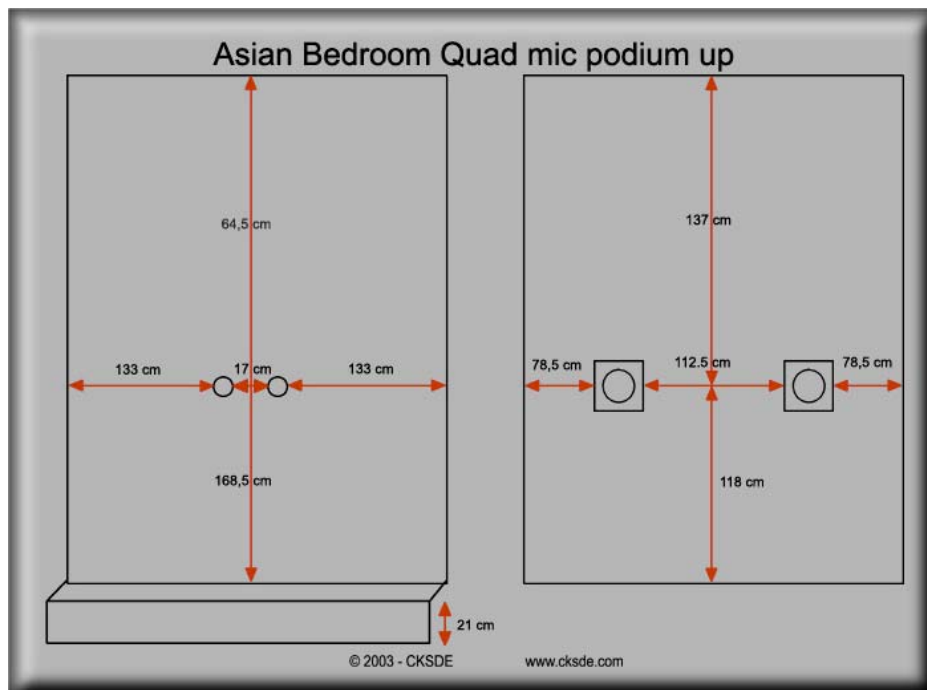 Asian Bedroom Quad mic podium up
64,5 cm
137 cm
133 cm
17 cm
133 cm
78,5 cm
112.5 cm
78,5 cm
168,5 cm
118 cm
21 cm
© 2003 - CKSDE
www.cksde.com